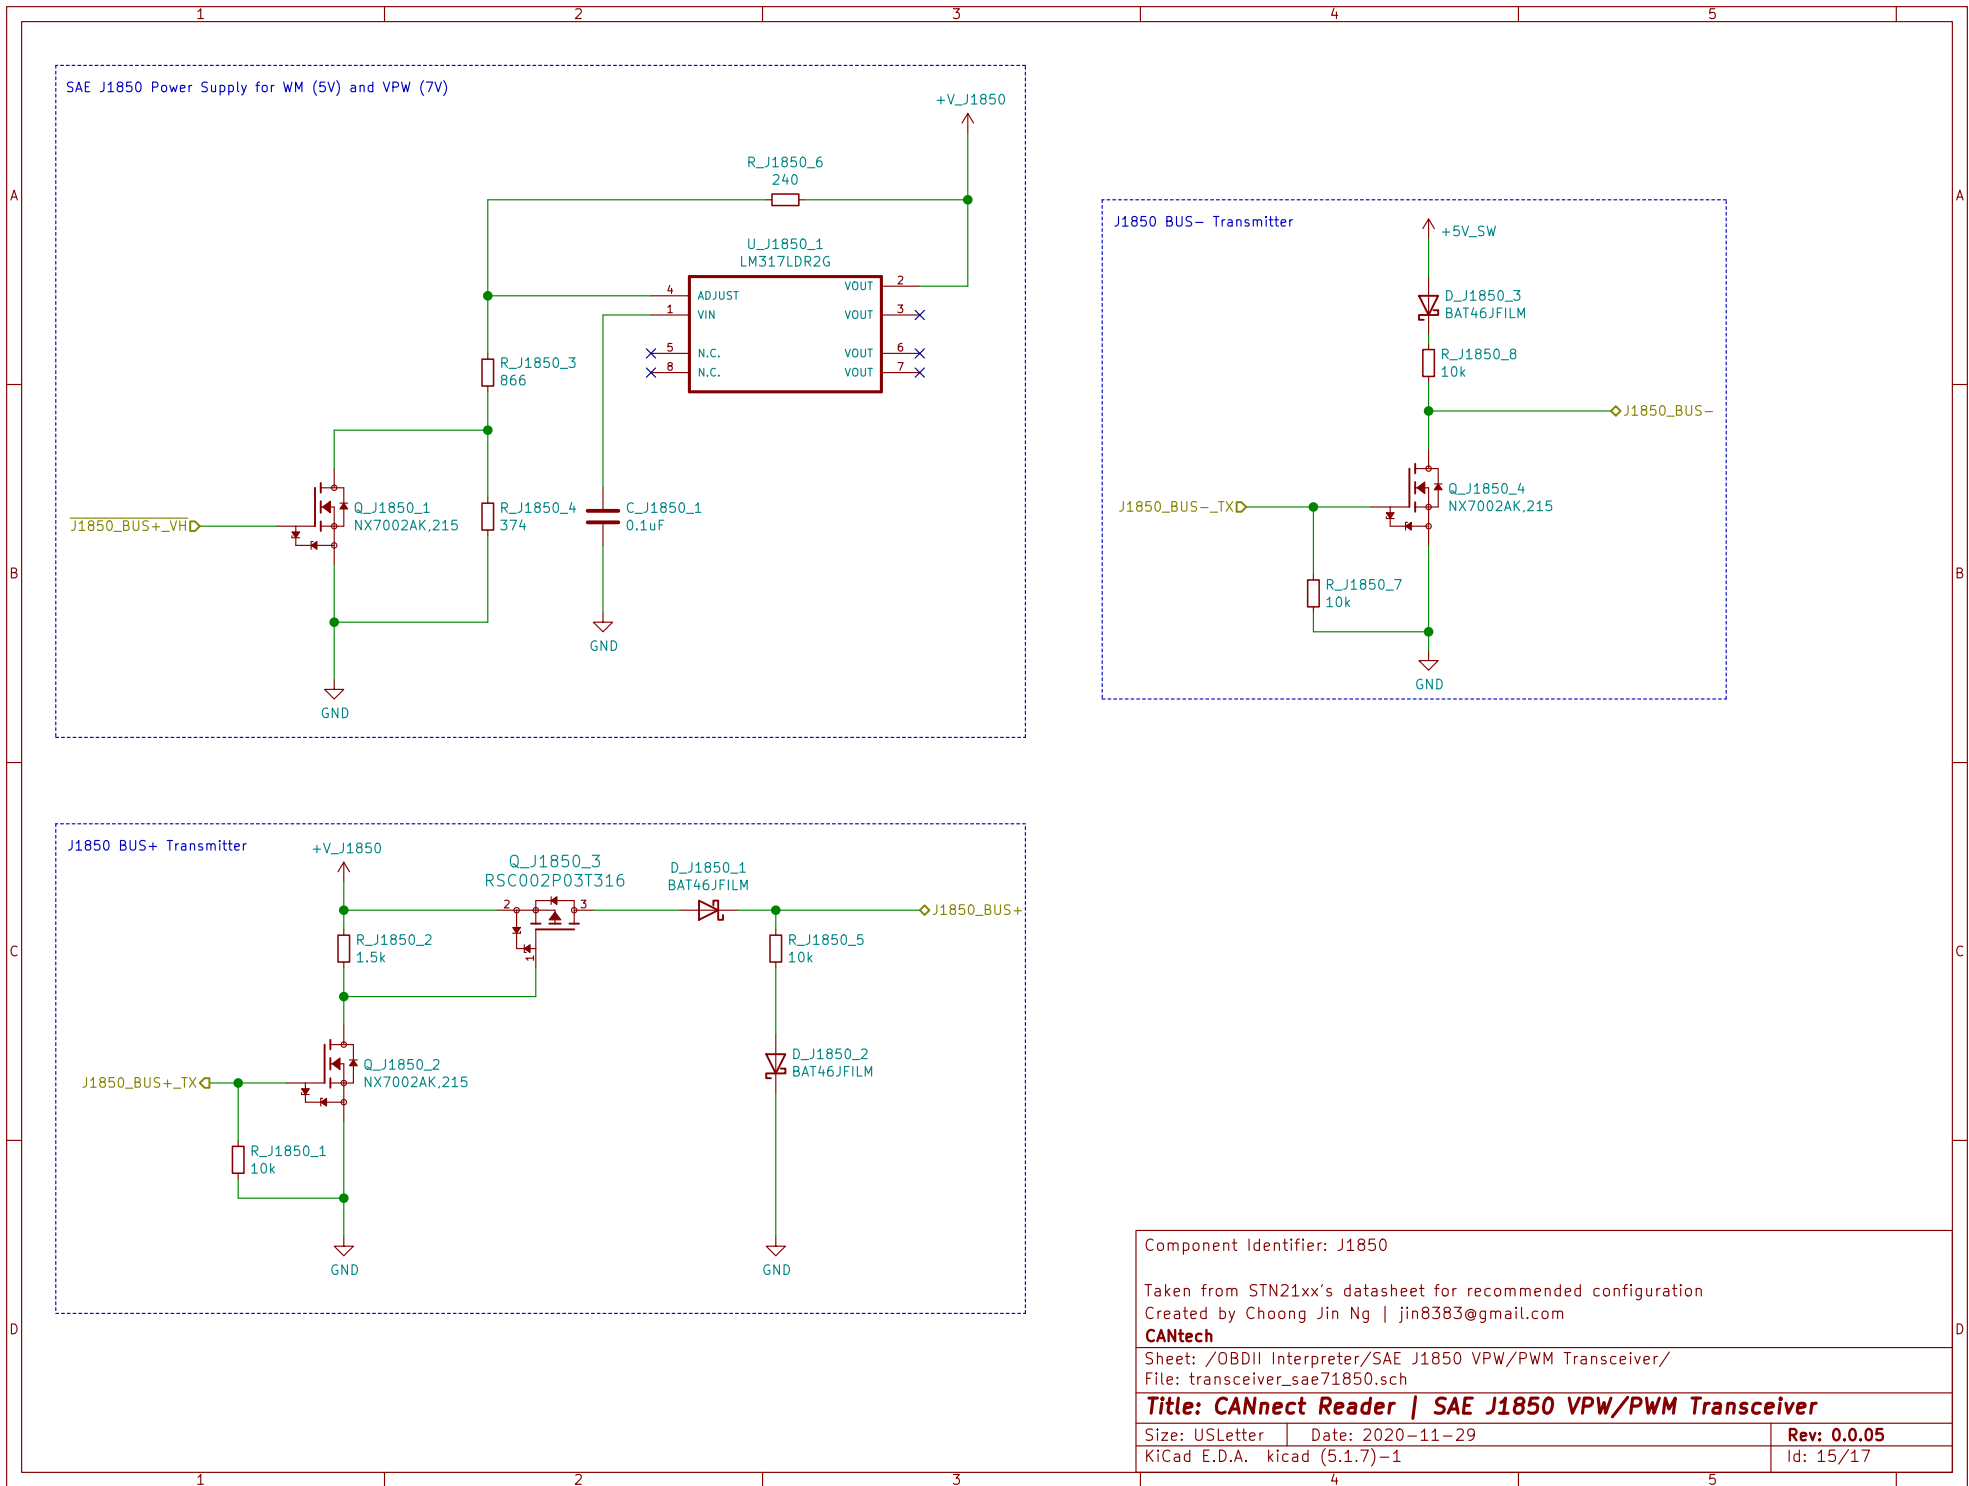 1 2 3 4 5
A
B
C
D
SAE J1850 Power Supply for WM (5V) and VPW (7V)
+V_J1850
R_J1850_6
240
U_J1850_1
LM317LDR2G
4 ADJUST
1 VIN
5 N.C.
8 N.C.
VOUT 2
VOUT 3
VOUT 6
VOUT 7
R_J1850_3
866
J1850_BUS+_VH
Q_J1850_1
NX7002AK,215
R_J1850_4
374
C_J1850_1
0.1uF
GND
GND
J1850 BUS- Transmitter
+5V_SW
D_J1850_3
BAT46JFILM
R_J1850_8
10k
J1850_BUS-
J1850_BUS-_TX
Q_J1850_4
NX7002AK,215
R_J1850_7
10k
GND
J1850 BUS+ Transmitter
+V_J1850
Q_J1850_3
RSC002P03T316
2
3
1
D_J1850_1
BAT46JFILM
J1850_BUS+
R_J1850_2
1.5k
R_J1850_5
10k
J1850_BUS+_TX
Q_J1850_2
NX7002AK,215
D_J1850_2
BAT46JFILM
R_J1850_1
10k
GND
GND
Component Identifier: J1850
Taken from STN21xx's datasheet for recommended configuration
Created by Choong Jin Ng | jin8383@gmail.com
CANtech
Sheet: /OBDII Interpreter/SAE J1850 VPW/PWM Transceiver/
File: transceiver_sae71850.sch
Title: CANnect Reader | SAE J1850 VPW/PWM Transceiver
Size: USLetter Date: 2020-11-29 Rev: 0.0.05
KiCad E.D.A. kicad (5.1.7)-1 Id: 15/17
A
B
C
D
1 2 3 4 5